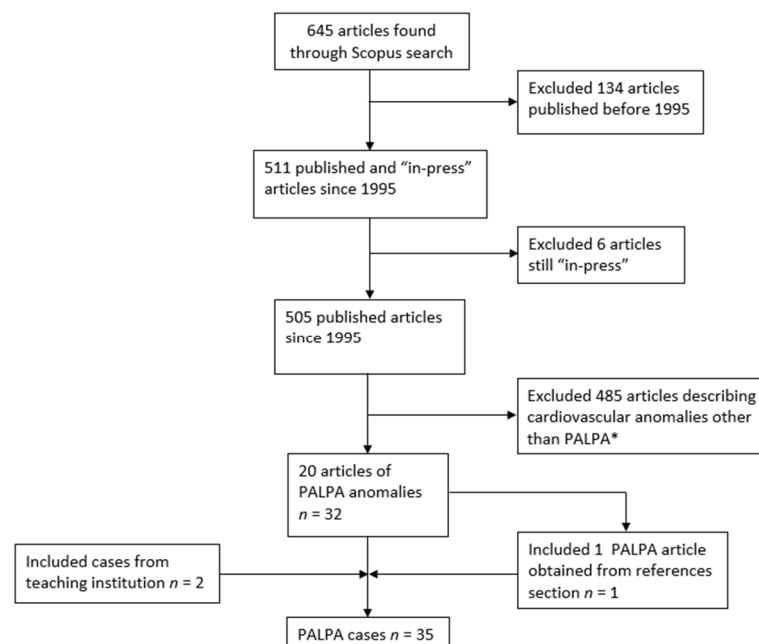 645 articles found
through Scopus search
Excluded 134 articles
published before 1995
511 published and “in-press”
articles since 1995
Excluded 6 articles
still “in-press”
505 published articles
since 1995
Excluded 485 articles describing
cardiovascular anomalies other
than PALPA*
20 articles of
PALPA anomalies
n = 32
Included cases from
teaching institution n = 2
Included 1 PALPA article
obtained from references
section n = 1
PALPA cases n = 35